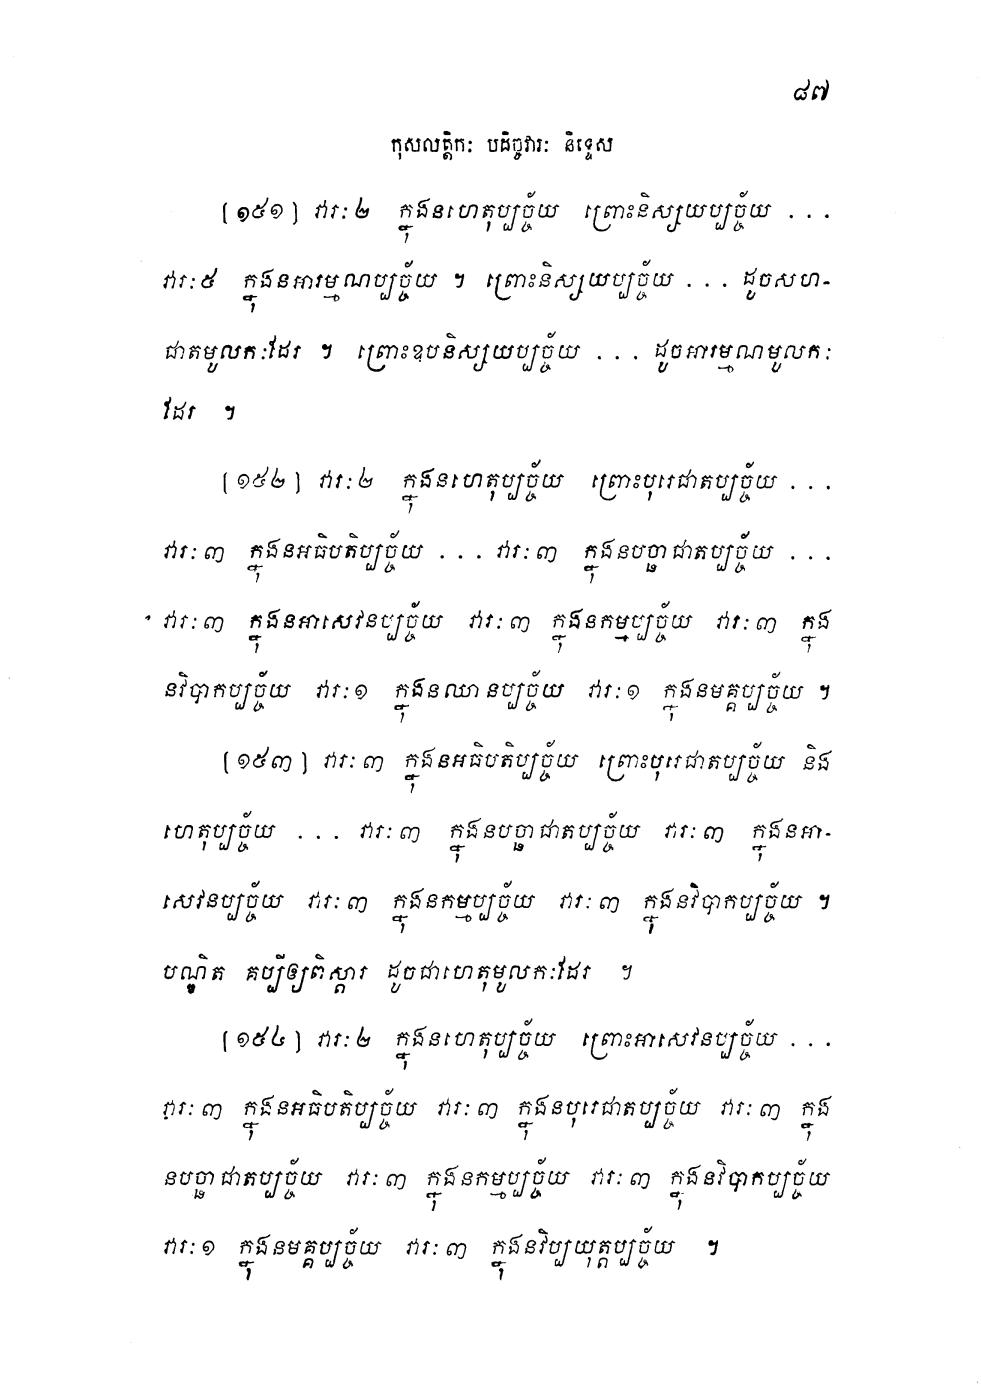 ៨៧
កុសលត្តិកៈ បដិច្ចវារៈ និទ្ទេស
[១៥១] វារៈ២ ក្នុងនហេតុប្បច្ច័យ ព្រោះនិស្សយប្បច្ច័យ ...
វារៈ៥ ក្នុងនអារម្មណប្បច្ច័យ ។ ព្រោះនិស្សយប្បច្ច័យ ... ដូចសហ-
ជាតមូលកៈដែរ ។ ព្រោះឧបនិស្សយប្បច្ច័យ ... ដូចអារម្មណមូលកៈ
ដែរ ។
[១៥២] វារៈ២ ក្នុងនហេតុប្បច្ច័យ ព្រោះបុរេជាតប្បច្ច័យ ...
វារៈ៣ ក្នុងនអធិបតិប្បច្ច័យ ... វារៈ៣ ក្នុងនបច្ឆាជាតប្បច្ច័យ ...
វារៈ៣ ក្នុងនអាសេវនប្បច្ច័យ វារៈ៣ ក្នុងនកម្មប្បច្ច័យ វារៈ៣ ក្នុង
នវិបាកប្បច្ច័យ វារៈ១ ក្នុងនឈានប្បច្ច័យ វារៈ១ ក្នុងនមគ្គប្បច្ច័យ ។
[១៥៣] វារៈ៣ ក្នុងនអធិបតិប្បច្ច័យ ព្រោះបុរេជាតប្បច្ច័យ និង
ហេតុប្បច្ច័យ ... វារៈ៣ ក្នុងនបច្ឆាជាតប្បច្ច័យ វារៈ៣ ក្នុងនអា-
សេវនប្បច្ច័យ វារៈ៣ ក្នុងនកម្មប្បច្ច័យ វារៈ៣ ក្នុងនវិបាកប្បច្ច័យ ។
បណ្ឌិត គប្បីឲ្យពិស្តារ ដូចជាហេតុមូលកៈដែរ ។
[១៥៤] វារៈ២ ក្នុងនហេតុប្បច្ច័យ ព្រោះអាសេវនប្បច្ច័យ ...
វារៈ៣ ក្នុងនអធិបតិប្បច្ច័យ វារៈ៣ ក្នុងនបុរេជាតប្បច្ច័យ វារៈ៣ ក្នុង
នបច្ឆាជាតប្បច្ច័យ វារៈ៣ ក្នុងនកម្មប្បច្ច័យ វារៈ៣ ក្នុងនវិបាកប្បច្ច័យ
វារៈ១ ក្នុងនមគ្គប្បច្ច័យ វារៈ៣ ក្នុងនវិប្បយុត្តប្បច្ច័យ ។